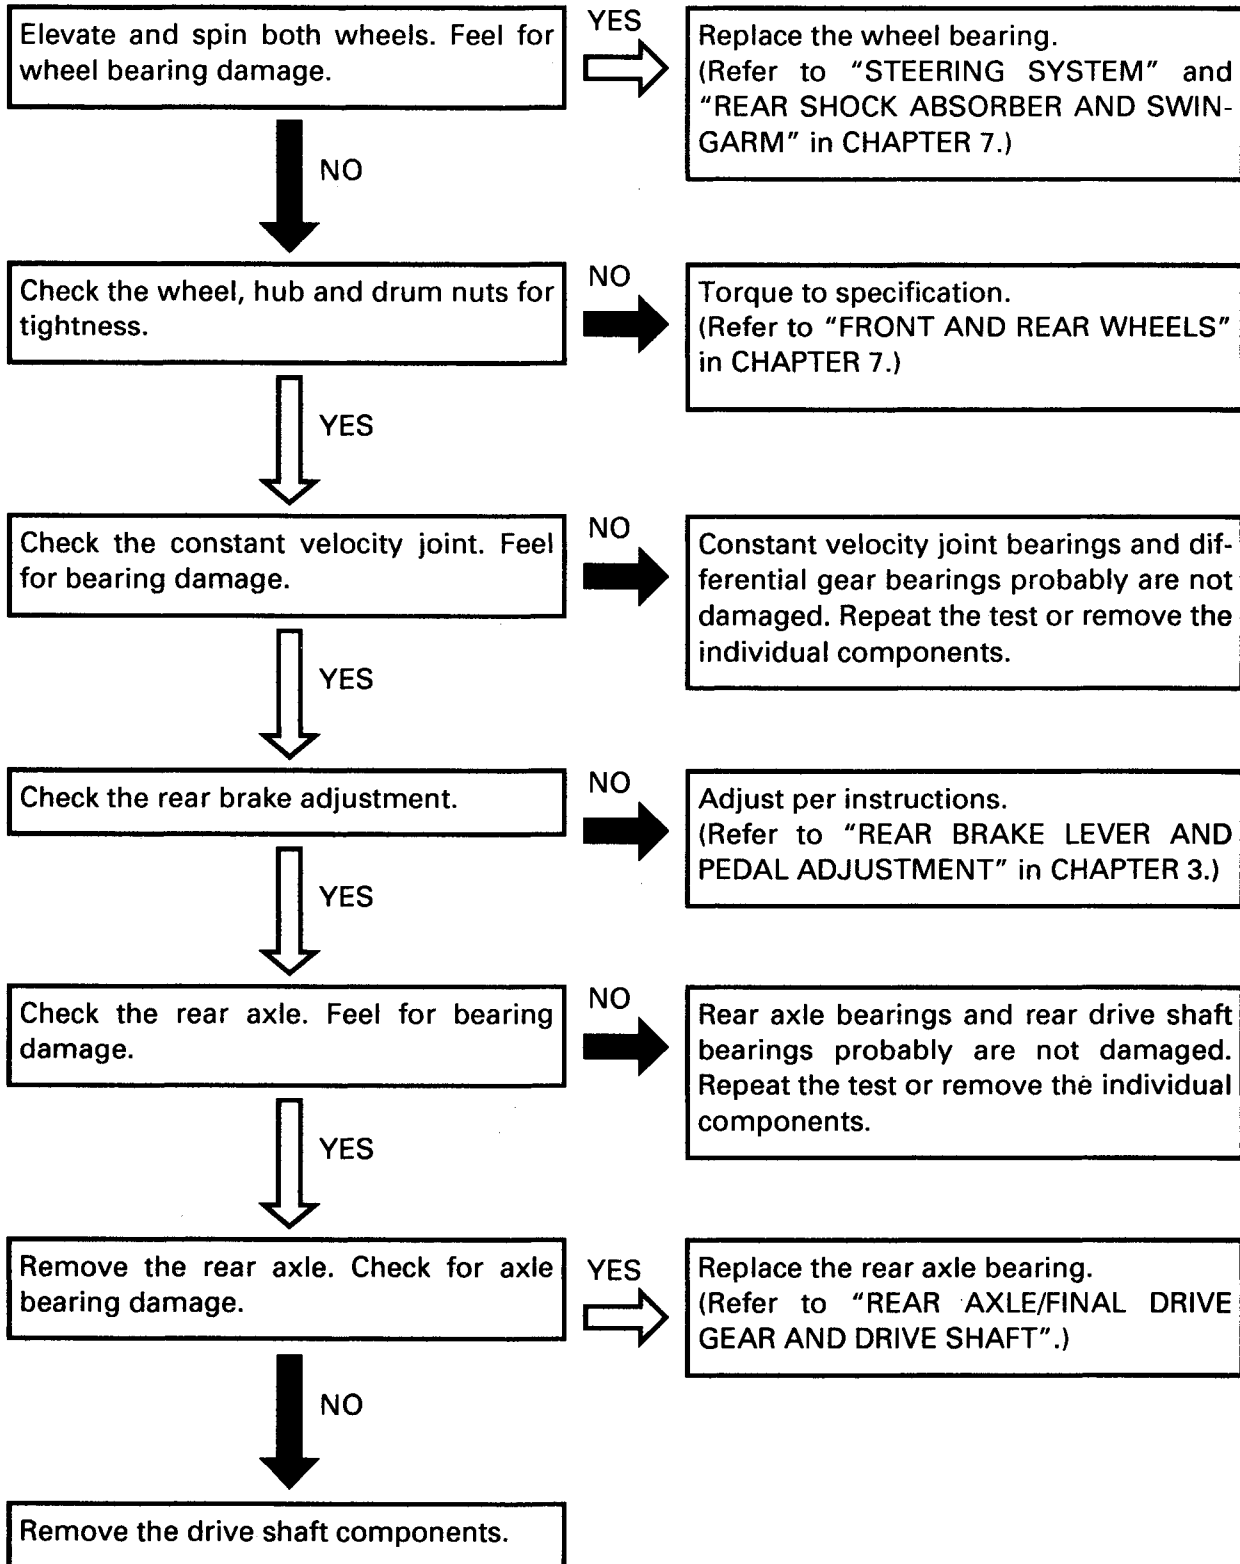 Elevate and spin both wheels. Feel for
wheel bearing damage.
YES
Replace the wheel bearing.
(Refer to “STEERING SYSTEM” and
“REAR SHOCK ABSORBER AND SWIN-
GARM” in CHAPTER 7.)
NO
Check the wheel, hub and drum nuts for
tightness.
NO
Torque to specification.
(Refer to “FRONT AND REAR WHEELS”
in CHAPTER 7.)
YES
Check the constant velocity joint. Feel
for bearing damage.
NO
Constant velocity joint bearings and dif-
ferential gear bearings probably are not
damaged. Repeat the test or remove the
individual components.
YES
Check the rear brake adjustment.
NO
Adjust per instructions.
(Refer to “REAR BRAKE LEVER AND
PEDAL ADJUSTMENT” in CHAPTER 3.)
YES
Check the rear axle. Feel for bearing
damage.
NO
Rear axle bearings and rear drive shaft
bearings probably are not damaged.
Repeat the test or remove the individual
components.
YES
Remove the rear axle. Check for axle
bearing damage.
YES
Replace the rear axle bearing.
(Refer to “REAR AXLE/FINAL DRIVE
GEAR AND DRIVE SHAFT”.)
NO
Remove the drive shaft components.